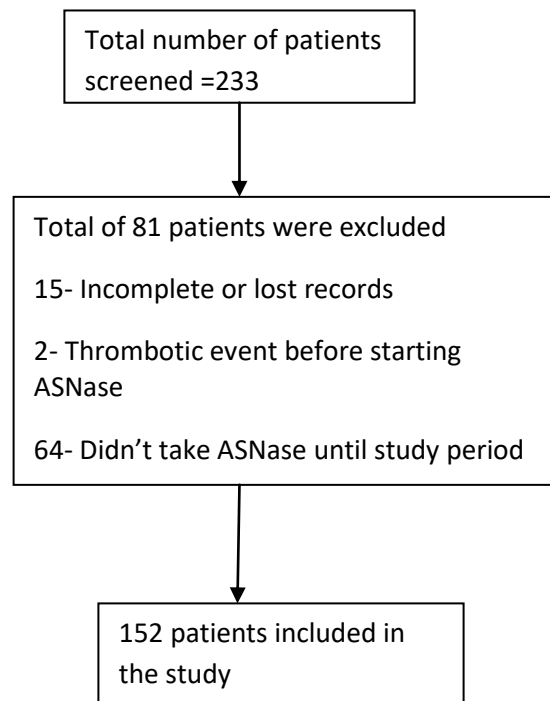 Total number of patients
screened =233
Total of 81 patients were excluded
15- Incomplete or lost records
2- Thrombotic event before starting
ASNase
64- Didn’t take ASNase until study period
152 patients included in
the study